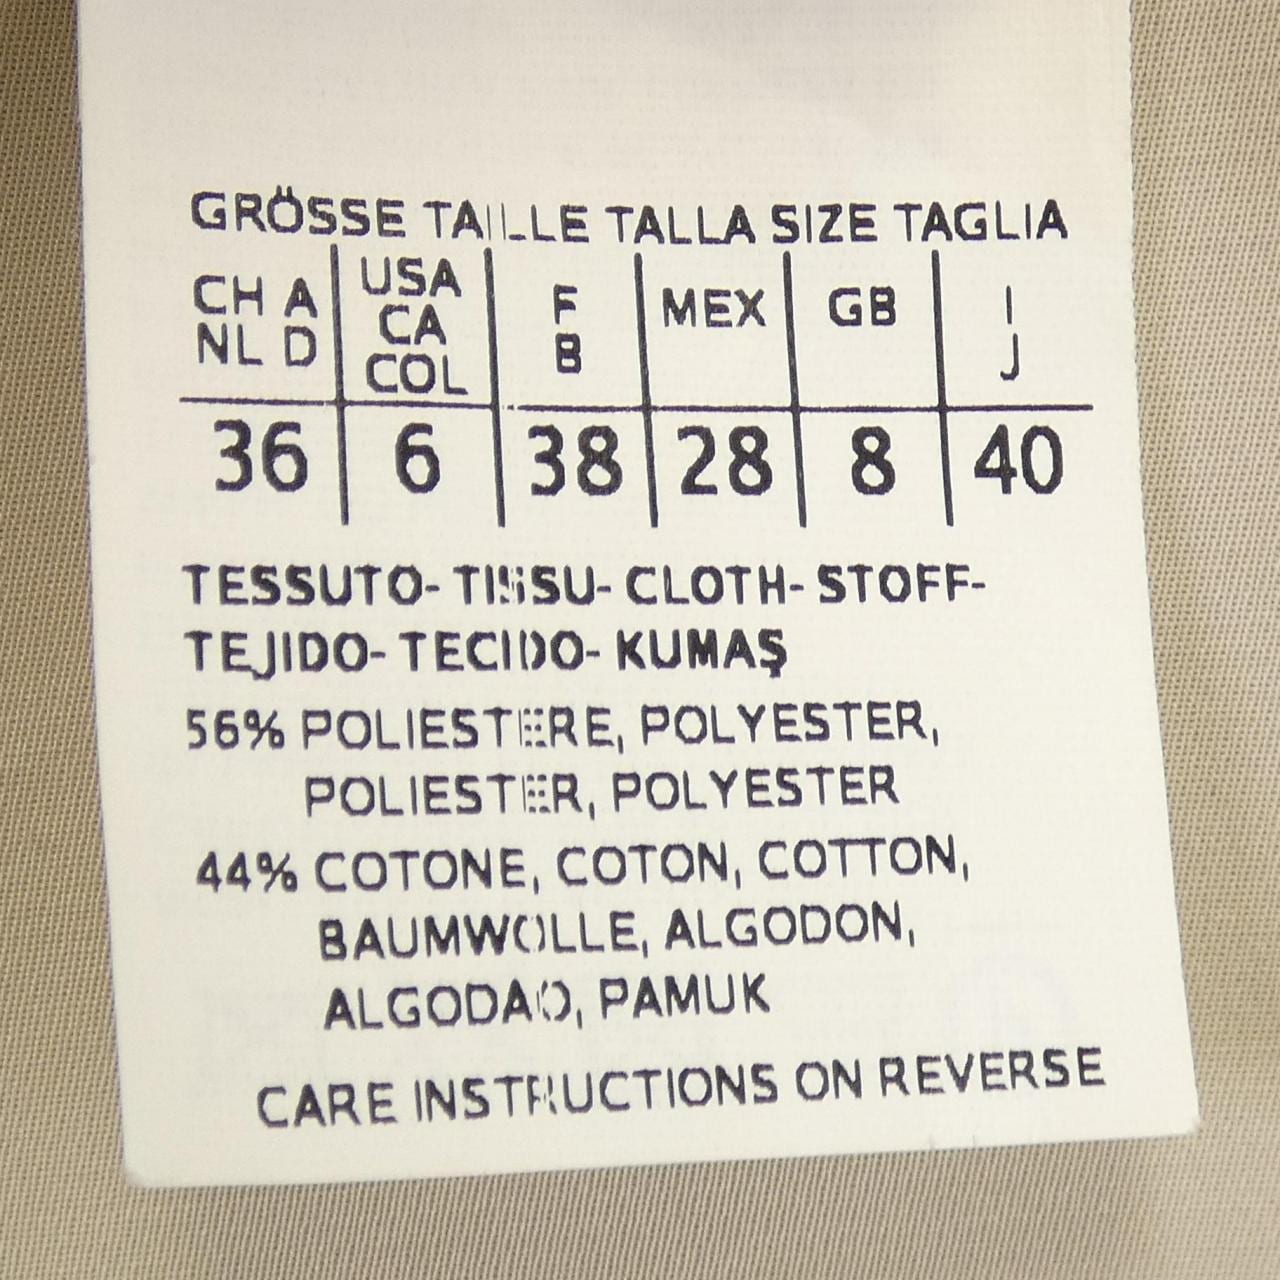 GRÖSSE TAILLE TALLA SIZE TAGLIA
CH A NL D USA CA COL F B MEX GB I J
36 6 38 28 8 40
TESSUTO- TISSU- CLOTH- STOFF-
TEJIDO- TECIDO- KUMAŞ
56% POLIESTERE, POLYESTER,
POLIESTER, POLYESTER
44% COTONE, COTON, COTTON,
BAUMWOLLE, ALGODON,
ALGODAO, PAMUK
CARE INSTRUCTIONS ON REVERSE